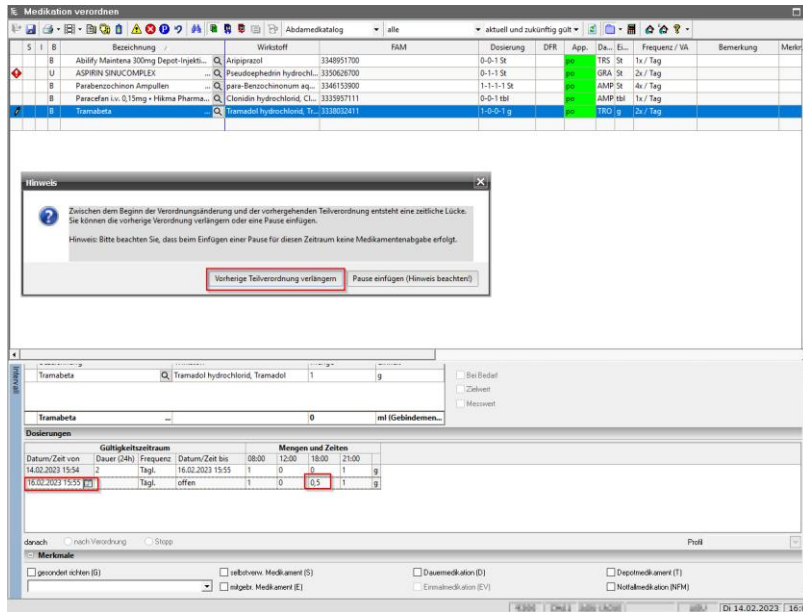 Medikation verordnen
Abdamedkatalog alle aktuell und zukünftig gült
S I B Bezeichnung Wirkstoff FAM Dosierung DFR App. Da... Ei... Frequenz / VA Bemerkung
B Abilify Maintena 300mg Depot-Injekti... Aripiprazol 3348951700 0-0-1 St po TRS St 1x / Tag
U ASPIRIN SINUCOMPLEX ... Pseudoephedrin hydrochl... 3350626700 0-1-1 St po GRA St 2x / Tag
B Parabenzochinon Ampullen ... para-Benzochinonum aq... 3346153900 1-1-1-1 St po AMP St 4x / Tag
B Paracefan i.v. 0,15mg • Hikma Pharma... Clonidin hydrochlorid, Cl... 3335957111 0-0-1 tbl po AMP tbl 1x / Tag
B Tramabeta ... Tramadol hydrochlorid, Tr... 3338032411 1-0-0-1 g po TRO g 2x / Tag
Hinweis
Zwischen dem Beginn der Verordnungsänderung und der vorhergehenden Teilverordnung entsteht eine zeitliche Lücke.
Sie können die vorherige Verordnung verlängern oder eine Pause einfügen.
Hinweis: Bitte beachten Sie, dass beim Einfügen einer Pause für diesen Zeitraum keine Medikamentenabgabe erfolgt.
Vorherige Teilverordnung verlängern Pause einfügen (Hinweis beachten!)
Intervall
Tramabeta Tramadol hydrochlorid, Tramadol 1 g Bei Bedarf
Zielwert
Messwert
Tramabeta ... 0 ml (Gebindemen...
Dosierungen
Gültigkeitszeitraum Mengen und Zeiten
Datum/Zeit von Dauer (24h) Frequenz Datum/Zeit bis 08:00 12:00 18:00 21:00
14.02.2023 15:54 2 Tägl. 16.02.2023 15:55 1 0 0 1 g
16.02.2023 15:55 Tägl. offen 1 0 0,5 1 g
danach nach Verordnung Stopp Profil
Merkmale
gesondert richten (G) selbstverw. Medikament (S) Dauermedikation (D) Depotmedikament (T)
mitgebr. Medikament (E) Einmalmedikation (EV) Notfallmedikation (NFM)
Di 14.02.2023